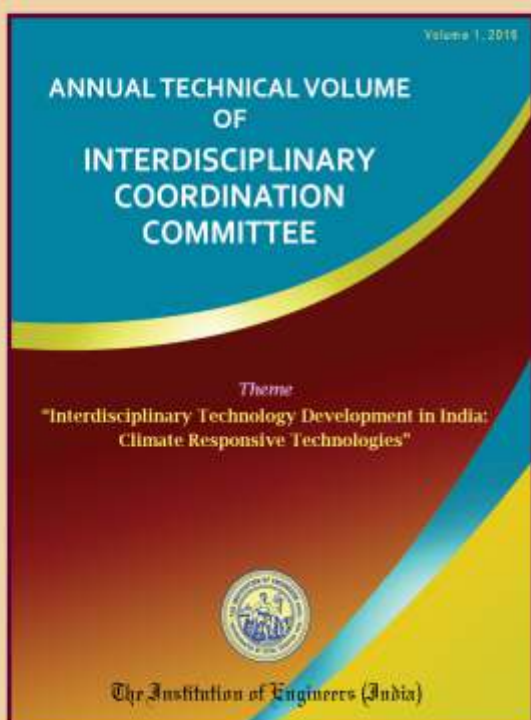 Volume 1, 2016
ANNUAL TECHNICAL VOLUME
OF
INTERDISCIPLINARY
COORDINATION
COMMITTEE
Theme
"Interdisciplinary Technology Development in India:
Climate Responsive Technologies"
The Institution of Engineers (India)